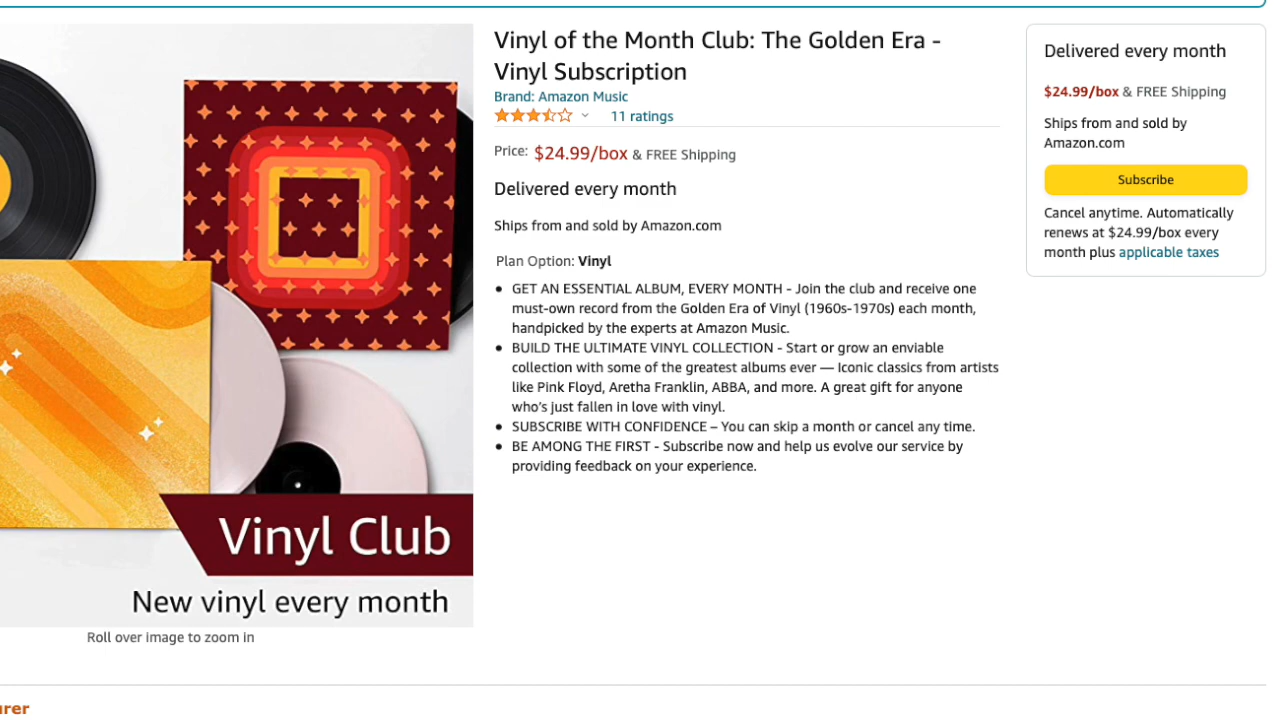 Vinyl of the Month Club: The Golden Era -
Vinyl Subscription
Brand: Amazon Music
11 ratings
Price: $24.99/box & FREE Shipping
Delivered every month
Ships from and sold by Amazon.com
Plan Option: Vinyl
• GET AN ESSENTIAL ALBUM, EVERY MONTH - Join the club and receive one
must-own record from the Golden Era of Vinyl (1960s-1970s) each month,
handpicked by the experts at Amazon Music.
• BUILD THE ULTIMATE VINYL COLLECTION - Start or grow an enviable
collection with some of the greatest albums ever — Iconic classics from artists
like Pink Floyd, Aretha Franklin, ABBA, and more. A great gift for anyone
who's just fallen in love with vinyl.
• SUBSCRIBE WITH CONFIDENCE – You can skip a month or cancel any time.
• BE AMONG THE FIRST - Subscribe now and help us evolve our service by
providing feedback on your experience.
Delivered every month
$24.99/box & FREE Shipping
Ships from and sold by
Amazon.com
Subscribe
Cancel anytime. Automatically
renews at $24.99/box every
month plus applicable taxes
Vinyl Club
New vinyl every month
Roll over image to zoom in